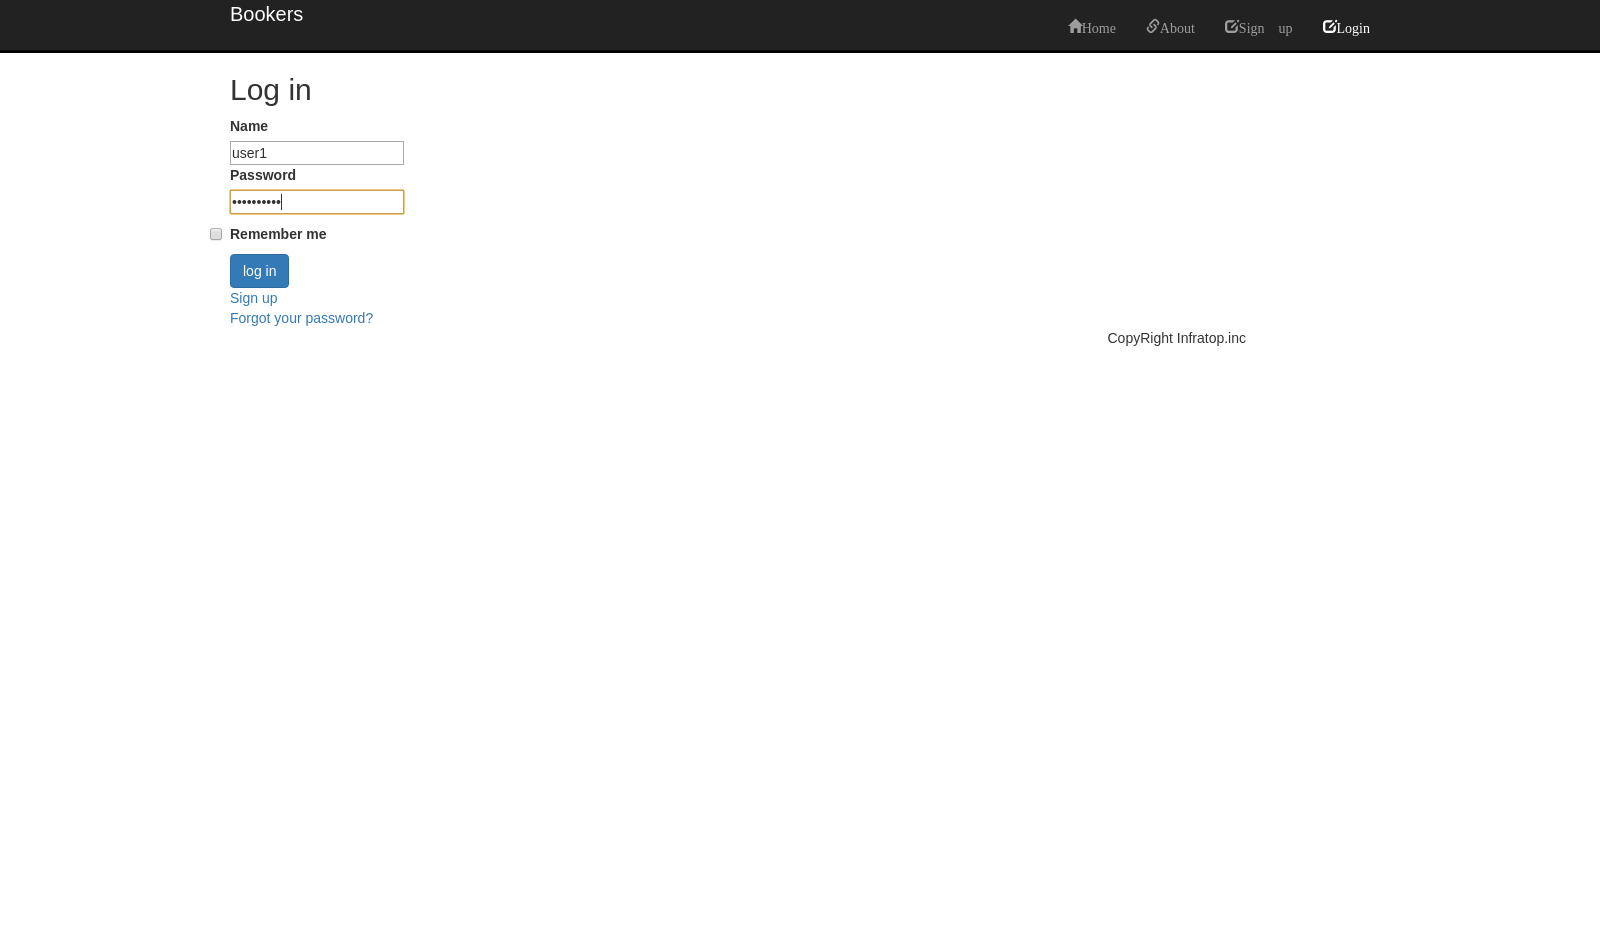 Bookers
Home About Sign up Login
Log in
Name
user1
Password
••••••••••
Remember me
log in
Sign up
Forgot your password?
CopyRight Infratop.inc